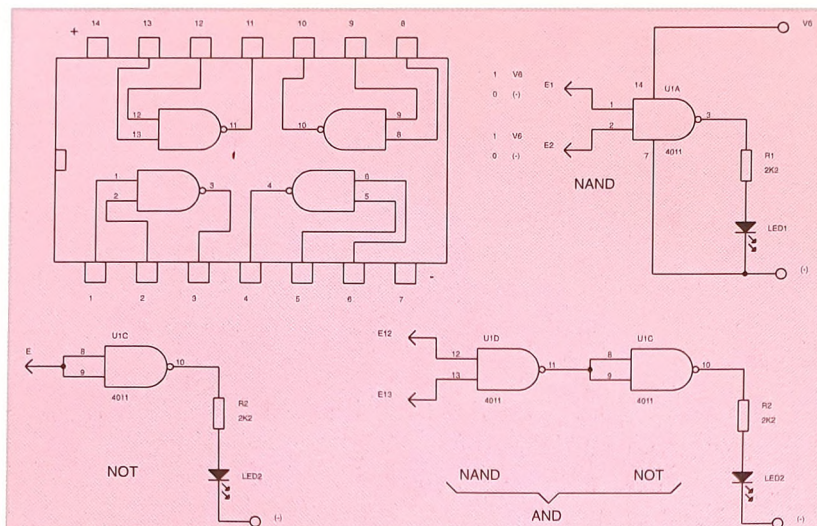 14 13 12 11 10 9 8
+
12 11 10 9
13 8
1 3 4 6
2 5
-
1 2 3 4 5 6 7
V6
14 U1A
1 V6 E1 1
0 (-)
3
1 V6 E2 2
0 (-)
7 4011
R1
2K2
NAND
LED1
(-)
U1C
E 8
9 10
4011
R2
2K2
NOT
LED2
(-)
E12 U1D U1C
12 11 8 10
E13 13 9
4011 4011
R2
2K2
NAND NOT
LED2
AND
(-)